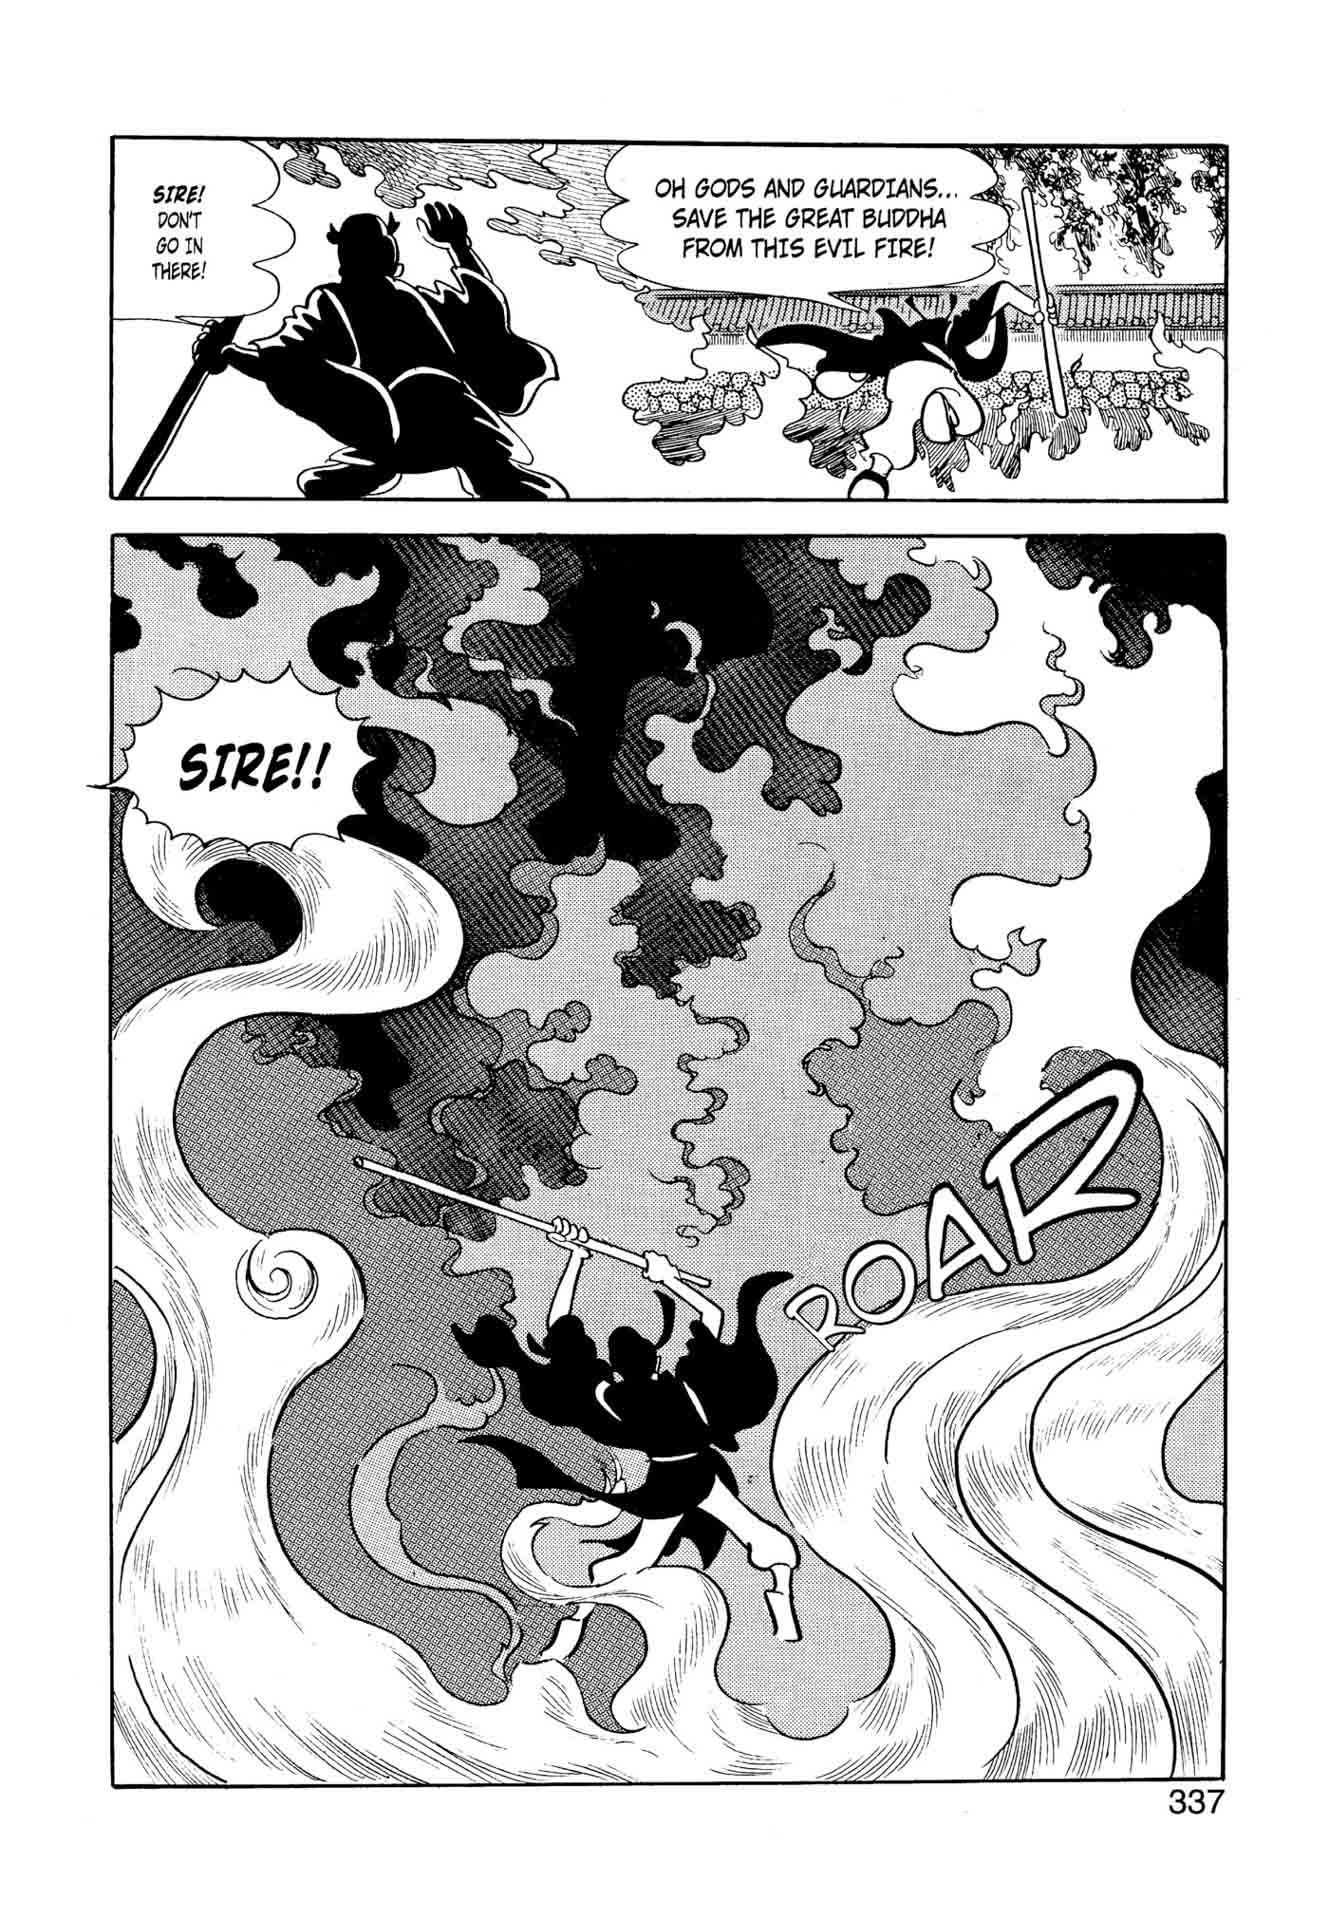 OH GODS AND GUARDIANS...
SAVE THE GREAT BUDDHA
FROM THIS EVIL FIRE!
SIRE!
DON'T
GO IN
THERE!
SIRE!!
ROAR
337